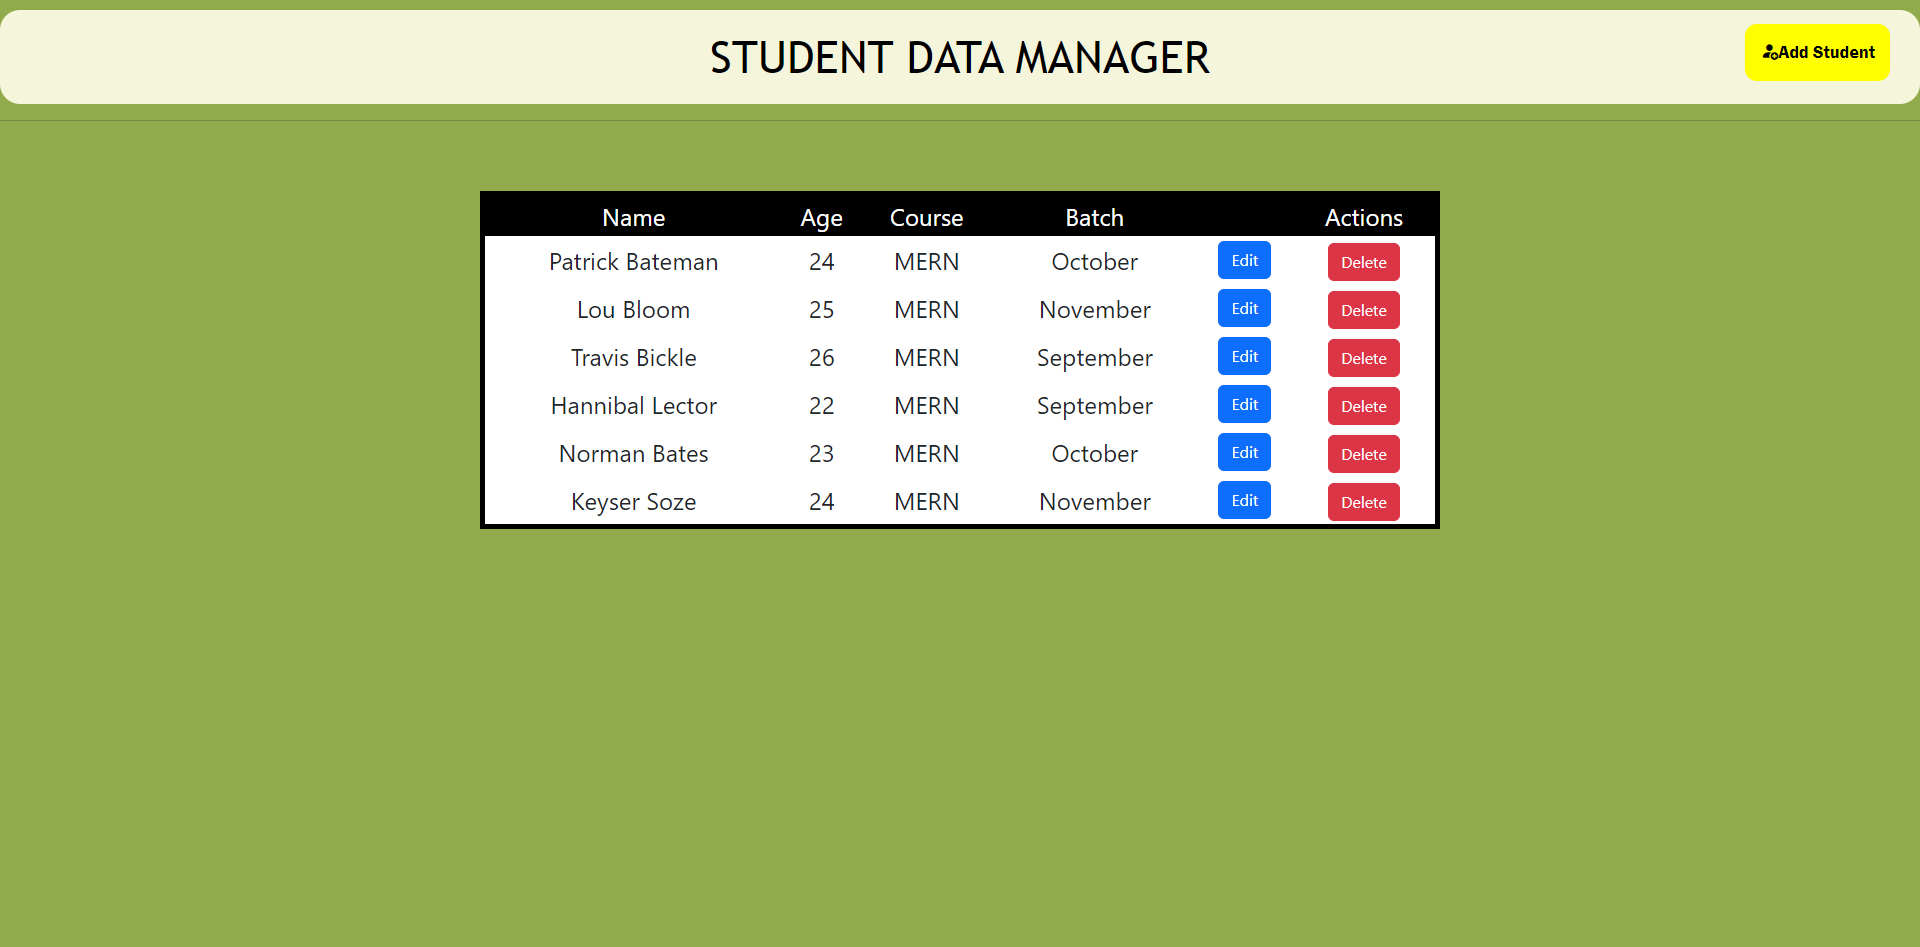 STUDENT DATA MANAGER
Add Student
Name Age Course Batch Actions
Patrick Bateman 24 MERN October Edit Delete
Lou Bloom 25 MERN November Edit Delete
Travis Bickle 26 MERN September Edit Delete
Hannibal Lector 22 MERN September Edit Delete
Norman Bates 23 MERN October Edit Delete
Keyser Soze 24 MERN November Edit Delete